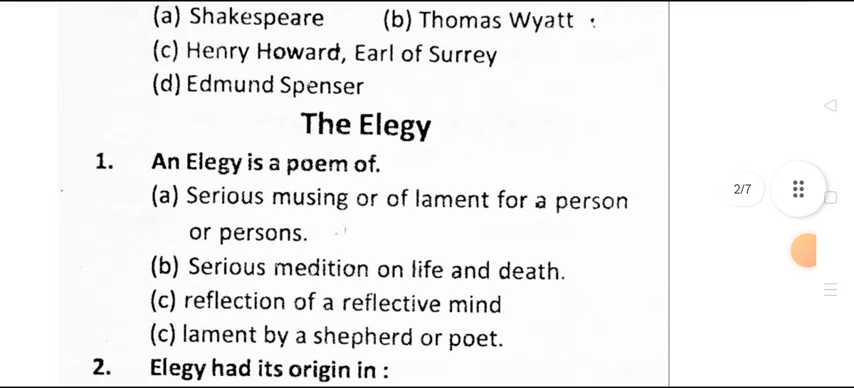 (a) Shakespeare (b) Thomas Wyatt
(c) Henry Howard, Earl of Surrey
(d) Edmund Spenser
The Elegy
1. An Elegy is a poem of.
(a) Serious musing or of lament for a person
or persons.
(b) Serious medition on life and death.
(c) reflection of a reflective mind
(c) lament by a shepherd or poet.
2. Elegy had its origin in :
2/7